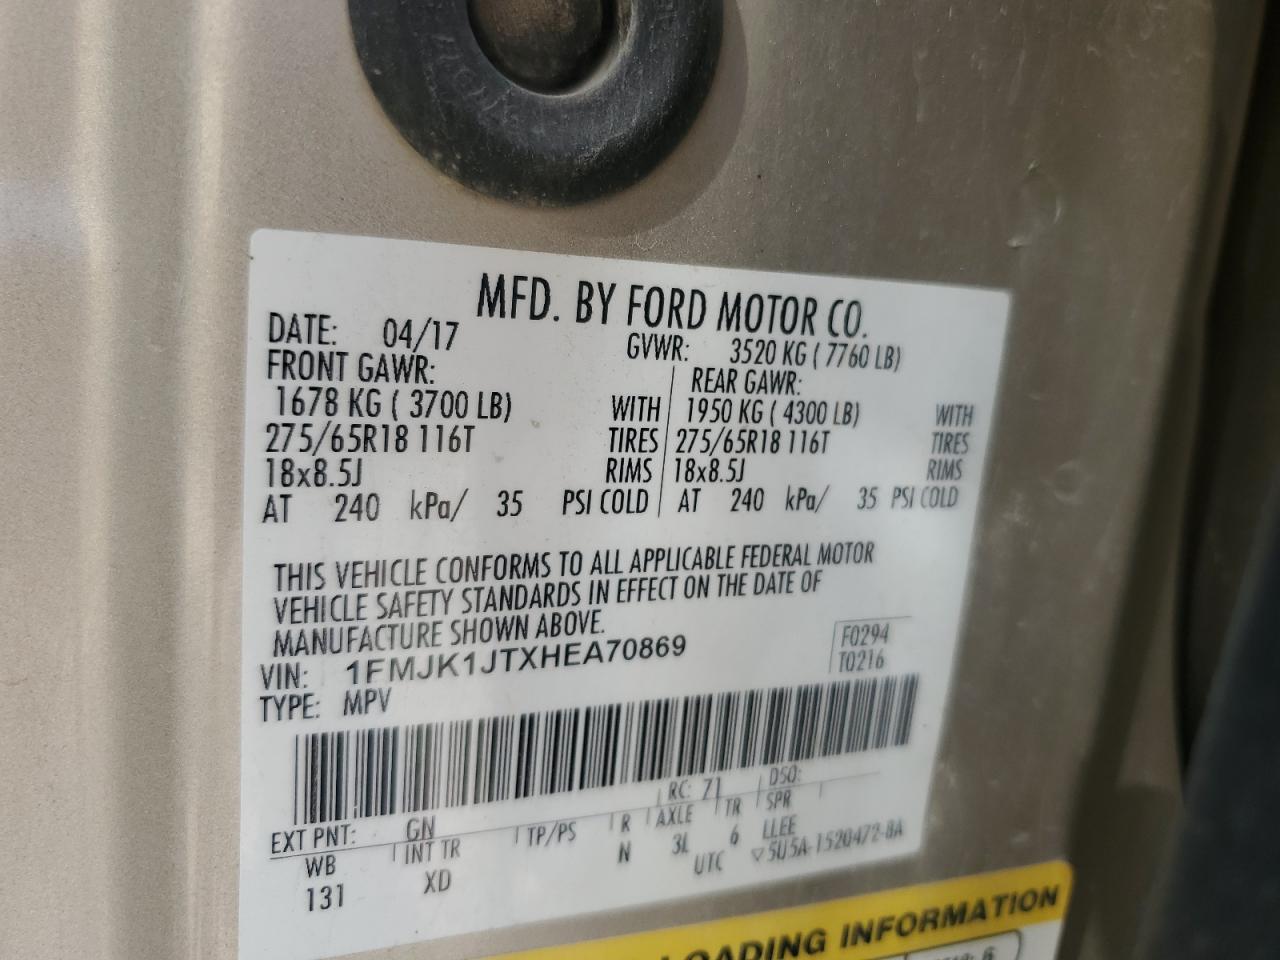 MFD. BY FORD MOTOR CO.
DATE: 04/17 GVWR: 3520 KG ( 7760 LB)
FRONT GAWR: REAR GAWR:
1678 KG ( 3700 LB) WITH 1950 KG ( 4300 LB) WITH
275/65R18 116T TIRES 275/65R18 116T TIRES
18x8.5J RIMS 18x8.5J RIMS
AT 240 kPa/ 35 PSI COLD AT 240 kPa/ 35 PSI COLD
THIS VEHICLE CONFORMS TO ALL APPLICABLE FEDERAL MOTOR
VEHICLE SAFETY STANDARDS IN EFFECT ON THE DATE OF
MANUFACTURE SHOWN ABOVE.
VIN: 1FMJK1JTXHEA70869
F0294
T0216
TYPE: MPV
EXT PNT: GN RC: 71 DSO:
WB INT TR TP/PS R AXLE TR SPR
131 XD N 3L 6 LLEE
UTC ▽5U5A-1520472-BA
LOADING INFORMATION